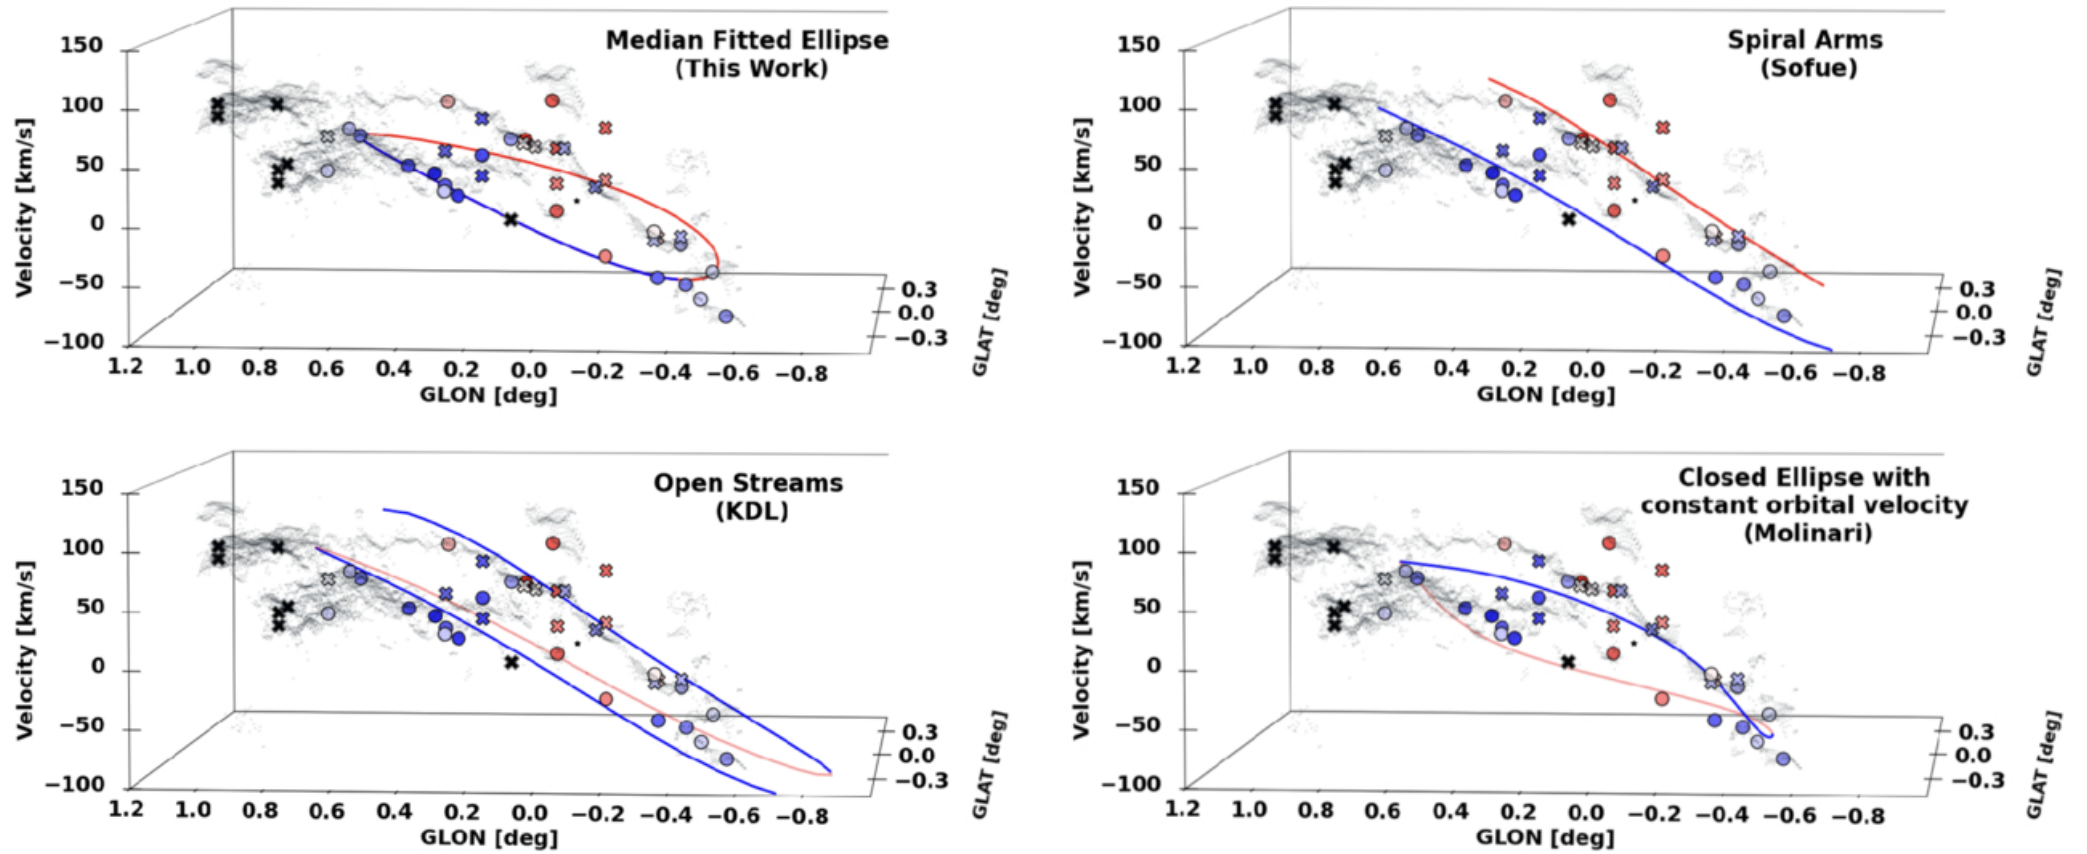 Median Fitted Ellipse
(This Work)
Velocity [km/s]
150
100
50
0
−50
−100
1.2 1.0 0.8 0.6 0.4 0.2 0.0 −0.2 −0.4 −0.6 −0.8
GLON [deg]
0.3
0.0
−0.3
GLAT [deg]
Spiral Arms
(Sofue)
Velocity [km/s]
150
100
50
0
−50
−100
1.2 1.0 0.8 0.6 0.4 0.2 0.0 −0.2 −0.4 −0.6 −0.8
GLON [deg]
0.3
0.0
−0.3
GLAT [deg]
Open Streams
(KDL)
Velocity [km/s]
150
100
50
0
−50
−100
1.2 1.0 0.8 0.6 0.4 0.2 0.0 −0.2 −0.4 −0.6 −0.8
GLON [deg]
0.3
0.0
−0.3
GLAT [deg]
Closed Ellipse with
constant orbital velocity
(Molinari)
Velocity [km/s]
150
100
50
0
−50
−100
1.2 1.0 0.8 0.6 0.4 0.2 0.0 −0.2 −0.4 −0.6 −0.8
GLON [deg]
0.3
0.0
−0.3
GLAT [deg]